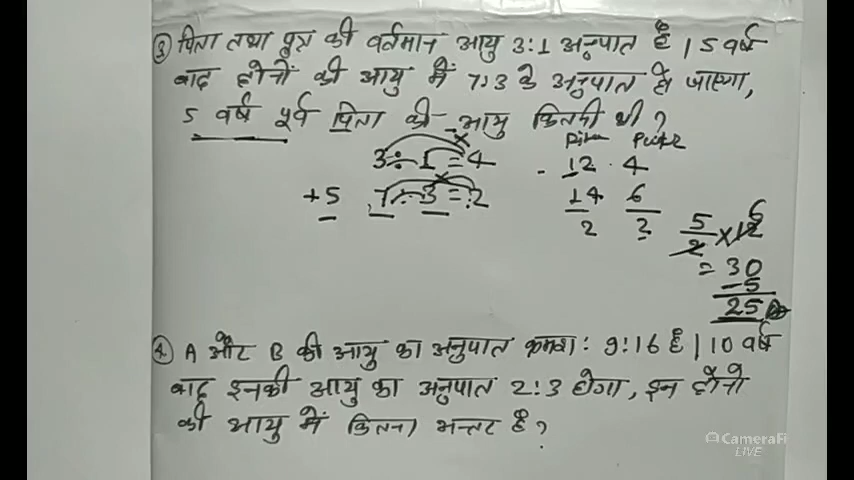 ③ पिता तथा पुत्र की वर्तमान आयु 3:1 अनुपात है | 5 वर्ष
बाद दोनों की आयु में 7:3 के अनुपात हो जाएगा,
5 वर्ष पूर्व पिता की आयु कितनी थी ?
3 ÷ 1 = 4
+5 7 ÷ 3 = 2
12 4
14 6
2 2
5/2 × 12 6
= 30
-5
25
④ A और B की आयु का अनुपात क्रमशः 9:16 है | 10 वर्ष
बाद इनकी आयु का अनुपात 2:3 होगा, इन दोनो
की आयु में कितना अन्तर है ?
CameraFi
LIVE